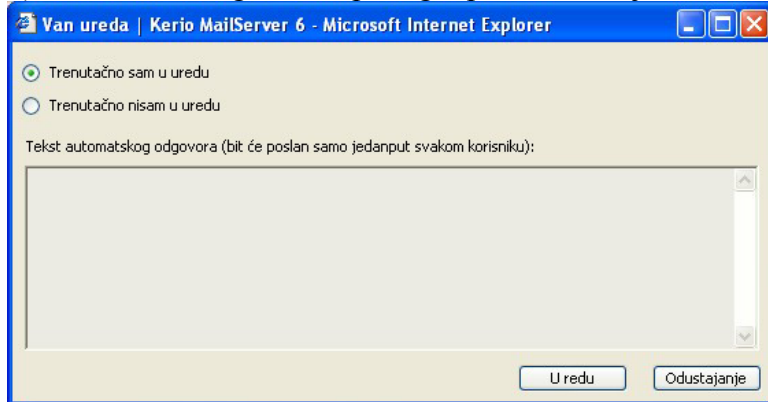 Van ureda | Kerio MailServer 6 - Microsoft Internet Explorer
Trenutačno sam u uredu
Trenutačno nisam u uredu
Tekst automatskog odgovora (bit će poslan samo jedanput svakom korisniku):
U redu
Odustajanje